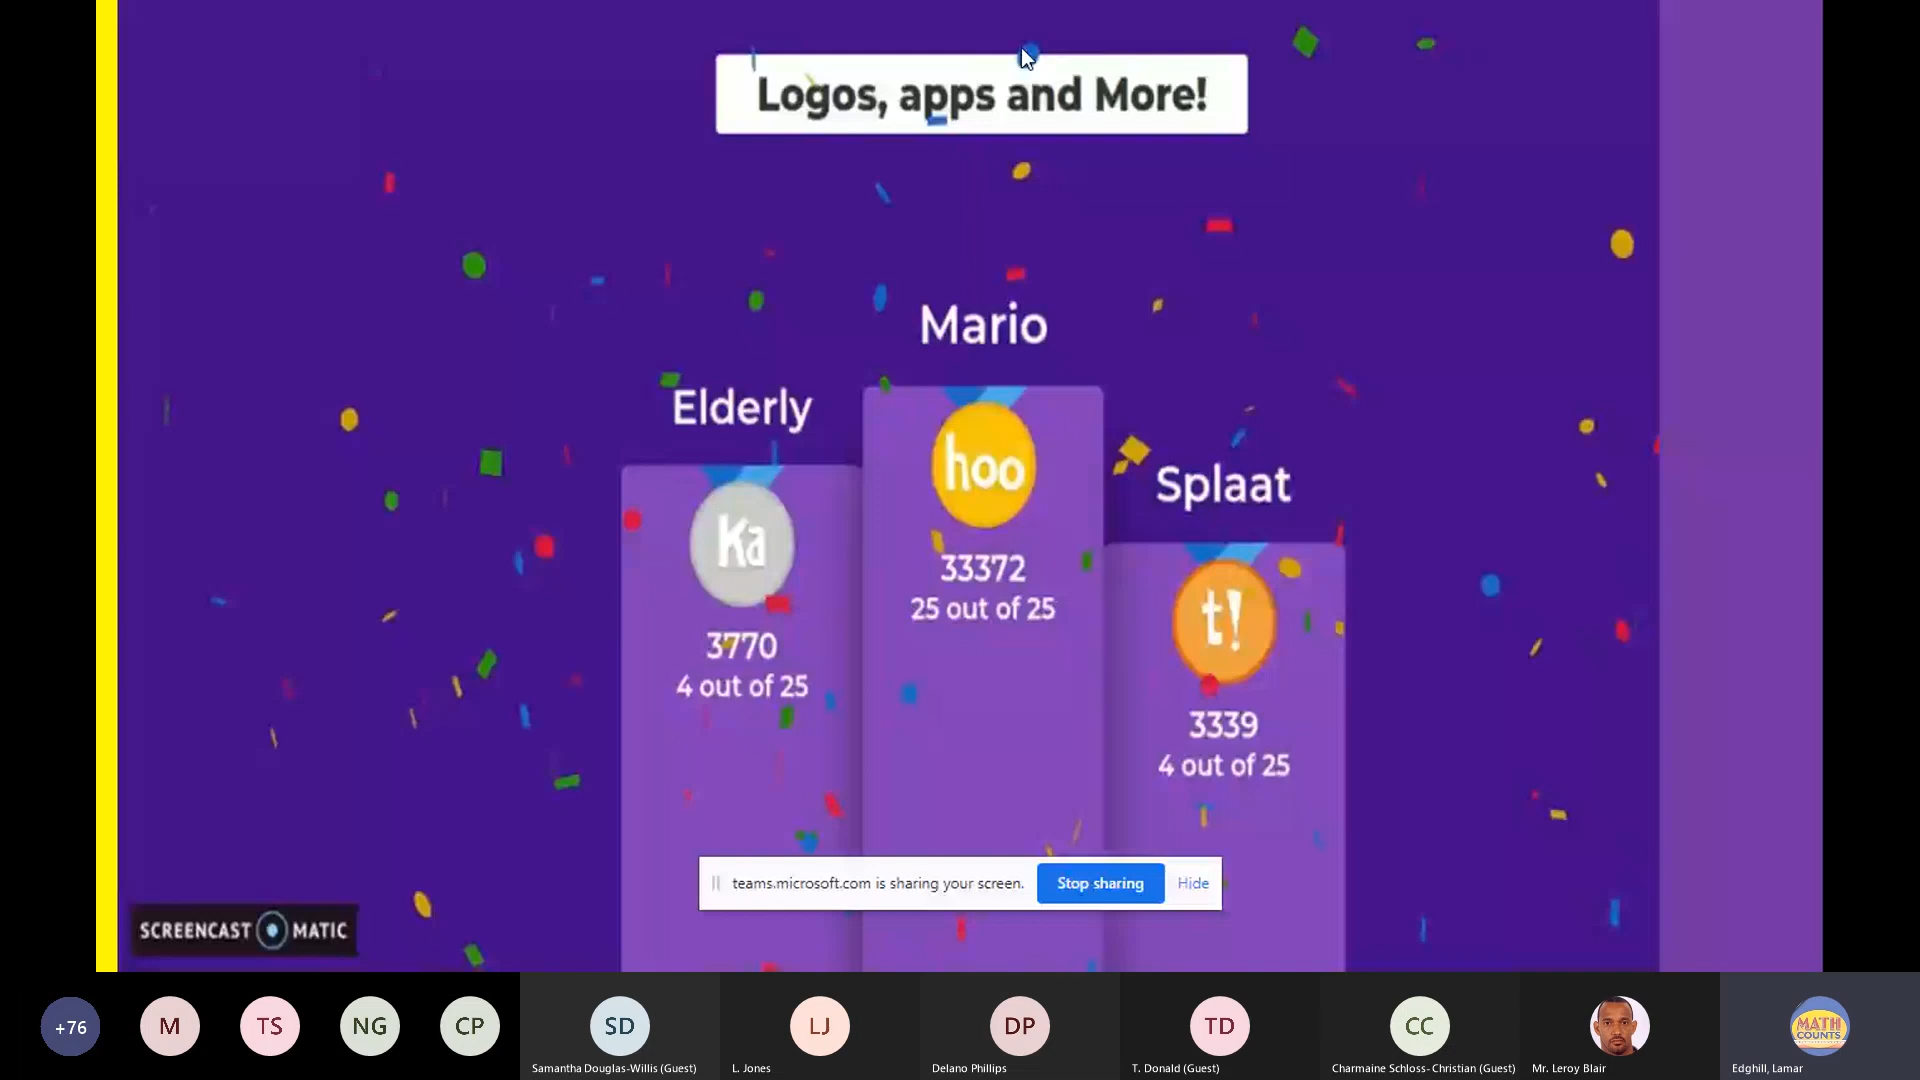 Logos, apps and More!
Mario
Elderly
hoo
Splaat
Ka
33372
25 out of 25
t!
3770
4 out of 25
3339
4 out of 25
teams.microsoft.com is sharing your screen. Stop sharing Hide
SCREENCAST MATIC
+76 M TS NG CP SD LJ DP TD CC MATH COUNTS
Samantha Douglas-Willis (Guest) L. Jones Delano Phillips T. Donald (Guest) Charmaine Schloss- Christian (Guest) Mr. Leroy Blair Edghill, Lamar